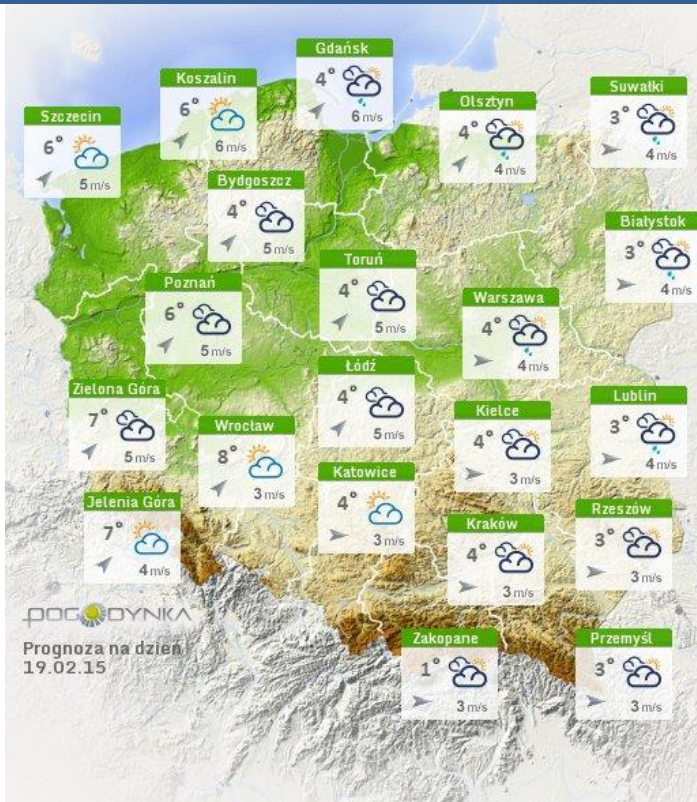 Gdańsk
4°
6 m/s
Koszalin
6°
6 m/s
Szczecin
6°
5 m/s
Olsztyn
4°
4 m/s
Suwałki
3°
4 m/s
Bydgoszcz
4°
5 m/s
Białystok
3°
4 m/s
Toruń
4°
5 m/s
Poznań
6°
5 m/s
Warszawa
4°
4 m/s
Łódź
4°
5 m/s
Zielona Góra
7°
5 m/s
Wrocław
8°
3 m/s
Kielce
4°
3 m/s
Lublin
3°
4 m/s
Katowice
4°
3 m/s
Jelenia Góra
7°
4 m/s
Kraków
4°
3 m/s
Rzeszów
3°
3 m/s
POGODYNKA
Prognoza na dzień
19.02.15
Zakopane
1°
3 m/s
Przemyśl
3°
3 m/s